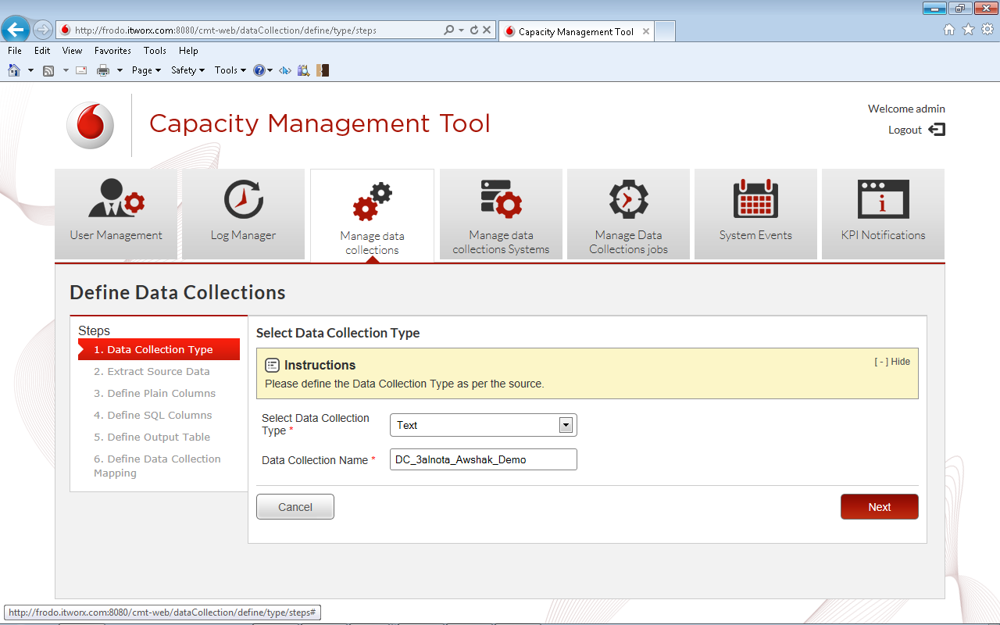 http://frodo.itworx.com:8080/cmt-web/dataCollection/define/type/steps
Capacity Management Tool
File Edit View Favorites Tools Help
Page Safety Tools
Capacity Management Tool
Welcome admin
Logout
User Management
Log Manager
Manage data
collections
Manage data
collections Systems
Manage Data
Collections jobs
System Events
KPI Notifications
Define Data Collections
Steps
1. Data Collection Type
2. Extract Source Data
3. Define Plain Columns
4. Define SQL Columns
5. Define Output Table
6. Define Data Collection
Mapping
Select Data Collection Type
Instructions
[ - ] Hide
Please define the Data Collection Type as per the source.
Select Data Collection
Type *
Text
Data Collection Name *
DC_3alnota_Awshak_Demo
Cancel
Next
http://frodo.itworx.com:8080/cmt-web/dataCollection/define/type/steps#